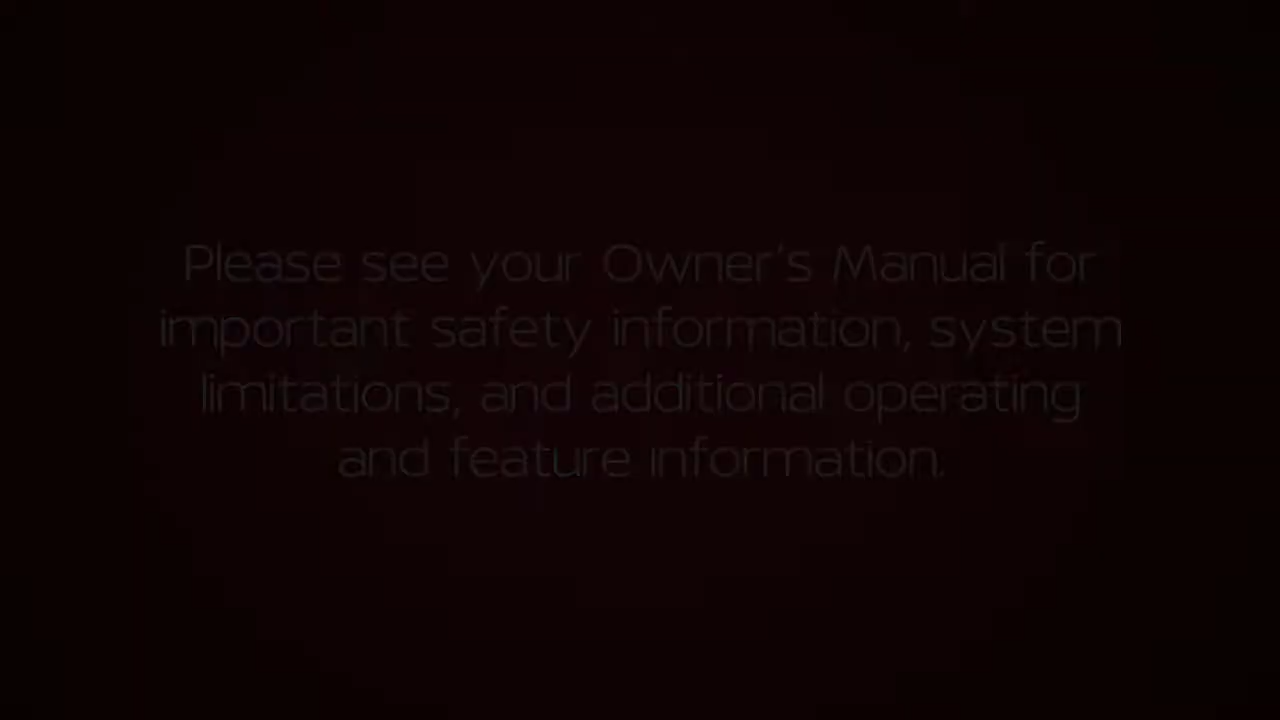 Please see your Owner's Manual for
important safety information, system
limitations, and additional operating
and feature information.